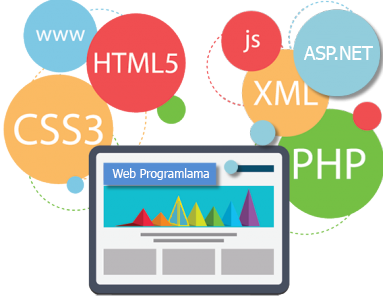 www
HTML5
CSS3
js
ASP.NET
XML
PHP
Web Programlama